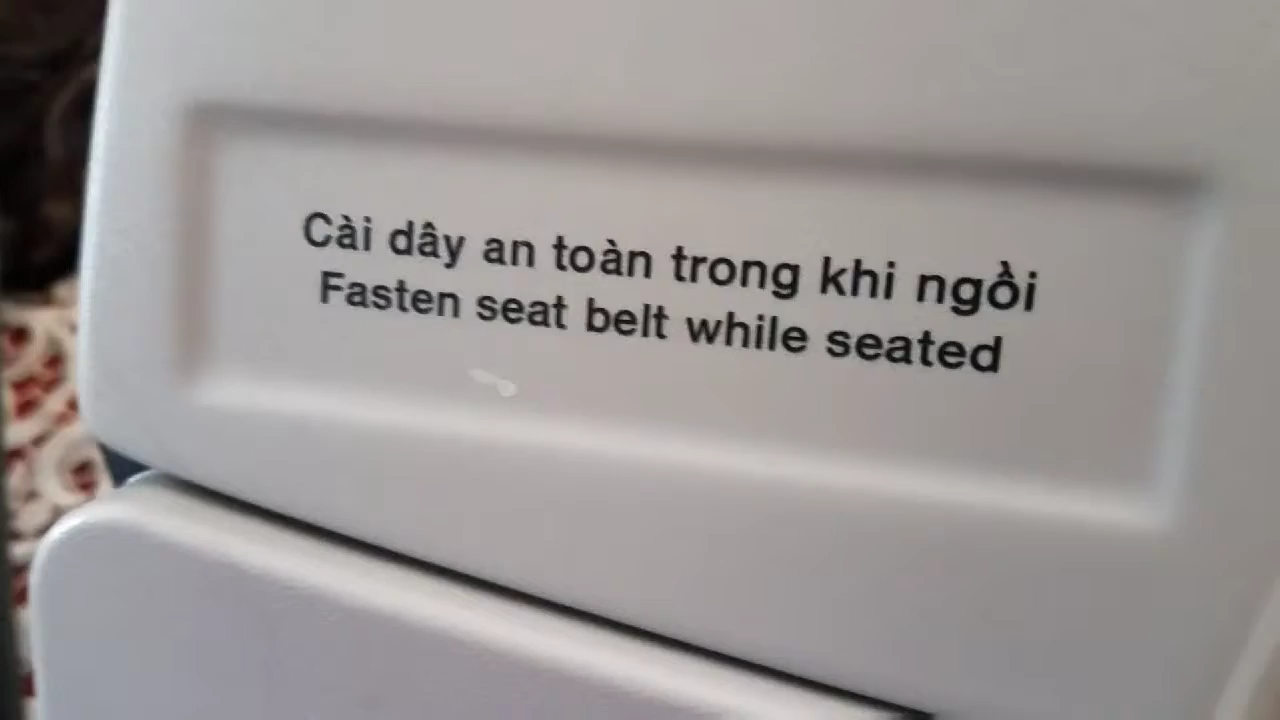 Cài dây an toàn trong khi ngồi
Fasten seat belt while seated